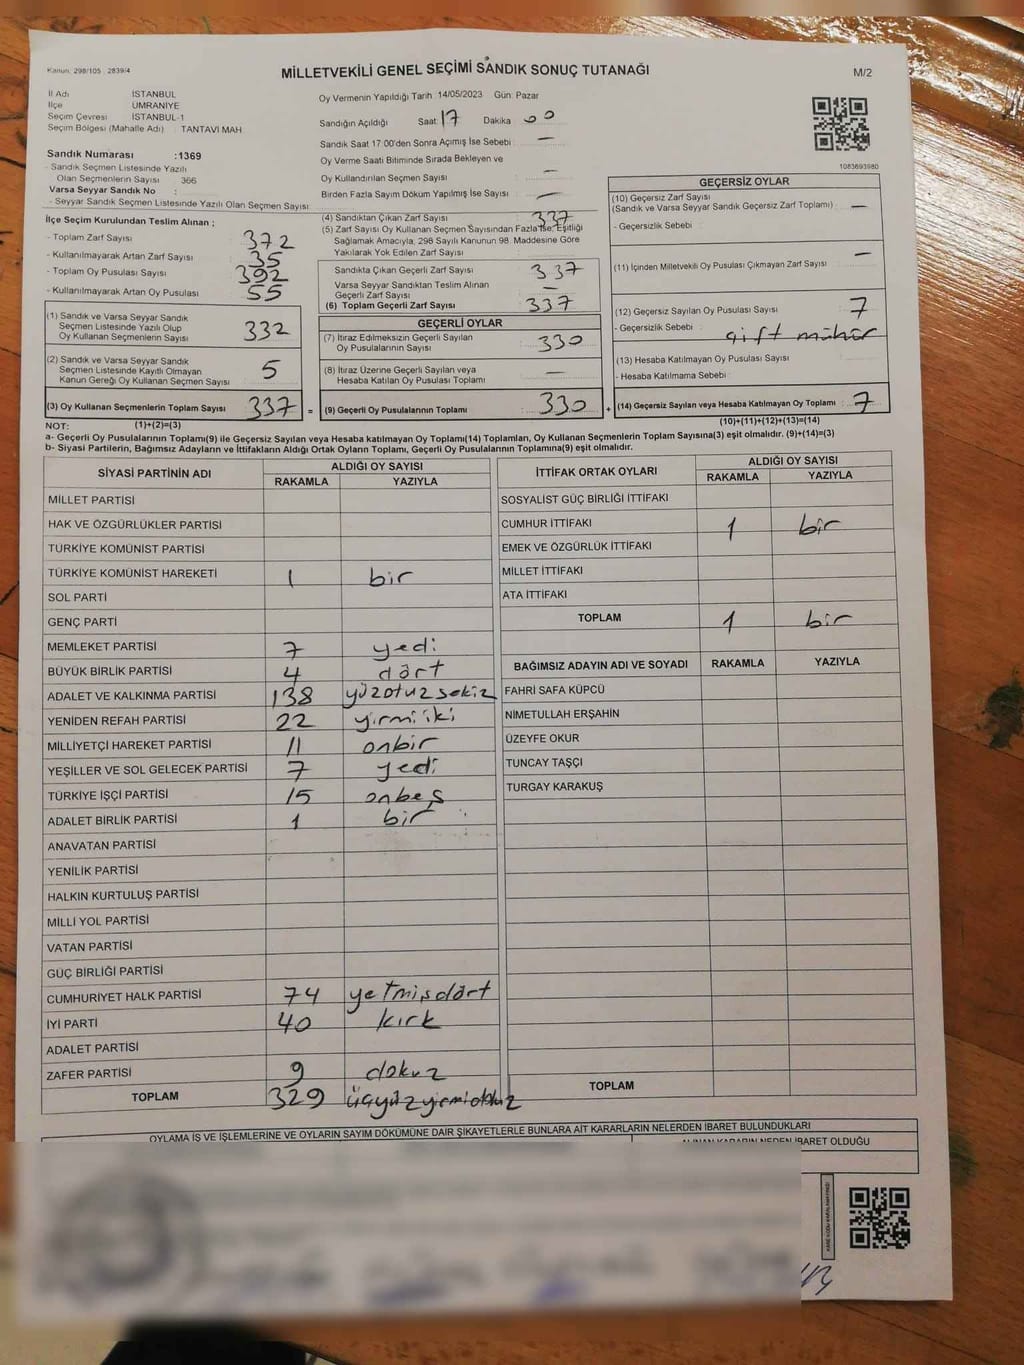 Kanun: 298/105 , 2839/4
MİLLETVEKİLİ GENEL SEÇİMİ SANDIK SONUÇ TUTANAĞI
M/2
İl Adı İSTANBUL
İlçe ÜMRANİYE
Seçim Çevresi İSTANBUL-1
Seçim Bölgesi (Mahalle Adı) : TANTAVİ MAH
Sandık Numarası :1369
- Sandık Seçmen Listesinde Yazılı
Olan Seçmenlerin Sayısı 366
Varsa Seyyar Sandık No :
- Seyyar Sandık Seçmen Listesinde Yazılı Olan Seçmen Sayısı:
Oy Vermenin Yapıldığı Tarih :14/05/2023 Gün: Pazar
Sandığın Açıldığı Saat: 17 Dakika 00
Sandık Saat 17:00'den Sonra Açımış İse Sebebi : —
Oy Verme Saati Bitiminde Sırada Bekleyen ve
Oy Kullandırılan Seçmen Sayısı : —
Birden Fazla Sayım Döküm Yapılmış İse Sayısı : —
1083693980
İlçe Seçim Kurulundan Teslim Alınan :
- Toplam Zarf Sayısı : 372
- Kullanılmayarak Artan Zarf Sayısı : 35
- Toplam Oy Pusulası Sayısı : 392
- Kullanılmayarak Artan Oy Pusulası : 55
(1) Sandık ve Varsa Seyyar Sandık
Seçmen Listesinde Yazılı Olup
Oy Kullanan Seçmenlerin Sayısı : 332
(2) Sandık ve Varsa Seyyar Sandık
Seçmen Listesinde Kayıtlı Olmayan
Kanun Gereği Oy Kullanan Seçmen Sayısı : 5
(3) Oy Kullanan Seçmenlerin Toplam Sayısı : 337 =
(4) Sandıktan Çıkan Zarf Sayısı : 337
(5) Zarf Sayısı Oy Kullanan Seçmen Sayısından Fazla İse, Eşitliği
Sağlamak Amacıyla, 298 Sayılı Kanunun 98. Maddesine Göre
Yakılarak Yok Edilen Zarf Sayısı :
Sandıkta Çıkan Geçerli Zarf Sayısı : 337
Varsa Seyyar Sandıktan Teslim Alınan
Geçerli Zarf Sayısı : —
(6) Toplam Geçerli Zarf Sayısı : 337
GEÇERLİ OYLAR
(7) İtiraz Edilmeksizin Geçerli Sayılan
Oy Pusulalarının Sayısı : 330
(8) İtiraz Üzerine Geçerli Sayılan veya
Hesaba Katılan Oy Pusulası Toplamı : —
(9) Geçerli Oy Pusulalarının Toplamı : 330 +
GEÇERSİZ OYLAR
(10) Geçersiz Zarf Sayısı
(Sandık ve Varsa Seyyar Sandık Geçersiz Zarf Toplamı) : —
- Geçersizlik Sebebi :
(11) İçinden Milletvekili Oy Pusulası Çıkmayan Zarf Sayısı : —
(12) Geçersiz Sayılan Oy Pusulası Sayısı : 7
- Geçersizlik Sebebi : çift mühür
(13) Hesaba Katılmayan Oy Pusulası Sayısı :
- Hesaba Katılmama Sebebi :
(14) Geçersiz Sayılan veya Hesaba Katılmayan Oy Toplamı : 7
NOT: (1)+(2)=(3)
(10)+(11)+(12)+(13)=(14)
a- Geçerli Oy Pusulalarının Toplamı(9) ile Geçersiz Sayılan veya Hesaba katılmayan Oy Toplamı(14) Toplamları, Oy Kullanan Seçmenlerin Toplam Sayısına(3) eşit olmalıdır. (9)+(14)=(3)
b- Siyasi Partilerin, Bağımsız Adayların ve İttifakların Aldığı Ortak Oyların Toplamı, Geçerli Oy Pusulalarının Toplamına(9) eşit olmalıdır.
SİYASİ PARTİNİN ADI ALDIĞI OY SAYISI
RAKAMLA YAZIYLA
MİLLET PARTİSİ
HAK VE ÖZGÜRLÜKLER PARTİSİ
TÜRKİYE KOMÜNİST PARTİSİ
TÜRKİYE KOMÜNİST HAREKETİ 1 bir
SOL PARTİ
GENÇ PARTİ
MEMLEKET PARTİSİ 7 yedi
BÜYÜK BİRLİK PARTİSİ 4 dört
ADALET VE KALKINMA PARTİSİ 138 yüzotuzsekiz
YENİDEN REFAH PARTİSİ 22 yirmiiki
MİLLİYETÇİ HAREKET PARTİSİ 11 onbir
YEŞİLLER VE SOL GELECEK PARTİSİ 7 yedi
TÜRKİYE İŞÇİ PARTİSİ 15 onbeş
ADALET BİRLİK PARTİSİ 1 bir
ANAVATAN PARTİSİ
YENİLİK PARTİSİ
HALKIN KURTULUŞ PARTİSİ
MİLLİ YOL PARTİSİ
VATAN PARTİSİ
GÜÇ BİRLİĞİ PARTİSİ
CUMHURİYET HALK PARTİSİ 74 yetmişdört
İYİ PARTİ 40 kırk
ADALET PARTİSİ
ZAFER PARTİSİ 9 dokuz
TOPLAM 329 üçyüzyirmidokuz
İTTİFAK ORTAK OYLARI ALDIĞI OY SAYISI
RAKAMLA YAZIYLA
SOSYALİST GÜÇ BİRLİĞİ İTTİFAKI
CUMHUR İTTİFAKI 1 bir
EMEK VE ÖZGÜRLÜK İTTİFAKI
MİLLET İTTİFAKI
ATA İTTİFAKI
TOPLAM 1 bir
BAĞIMSIZ ADAYIN ADI VE SOYADI RAKAMLA YAZIYLA
FAHRİ SAFA KÜPCÜ
NİMETULLAH ERŞAHİN
ÜZEYFE OKUR
TUNCAY TAŞÇI
TURGAY KARAKUŞ
TOPLAM
OYLAMA İŞ VE İŞLEMLERİNE VE OYLARIN SAYIM DÖKÜMÜNE DAİR ŞİKAYETLERLE BUNLARA AİT KARARLARIN NELERDEN İBARET BULUNDUKLARI
ALINAN KARARIN NEDEN İBARET OLDUĞU